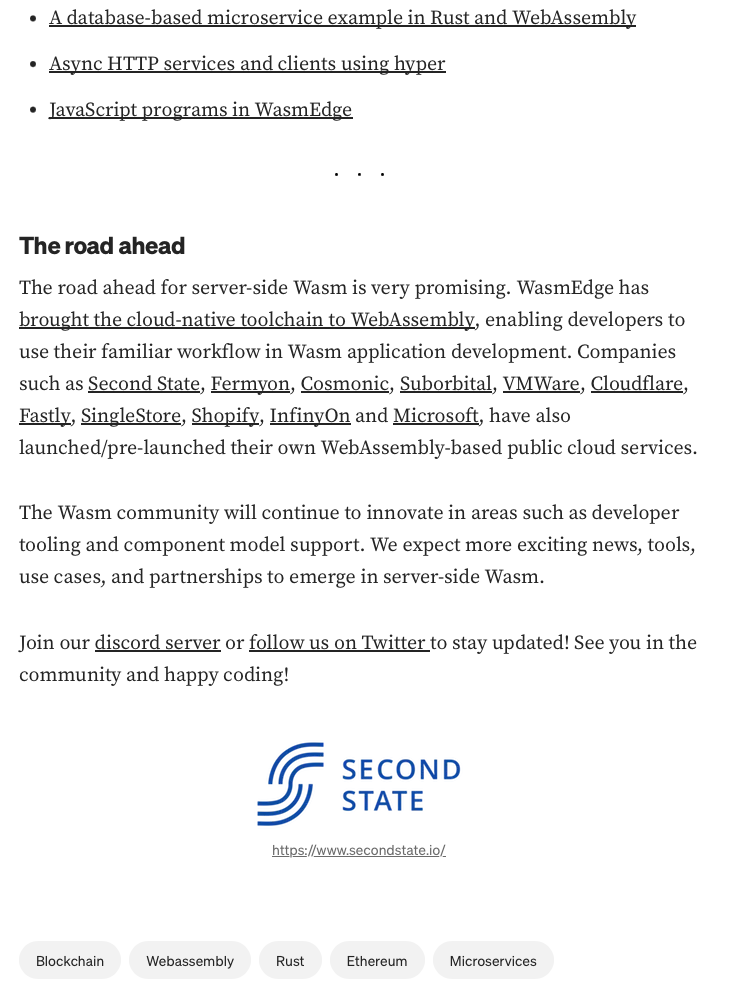 • A database-based microservice example in Rust and WebAssembly
• Async HTTP services and clients using hyper
• JavaScript programs in WasmEdge
. . .
The road ahead
The road ahead for server-side Wasm is very promising. WasmEdge has
brought the cloud-native toolchain to WebAssembly, enabling developers to
use their familiar workflow in Wasm application development. Companies
such as Second State, Fermyon, Cosmonic, Suborbital, VMWare, Cloudflare,
Fastly, SingleStore, Shopify, InfinyOn and Microsoft, have also
launched/pre-launched their own WebAssembly-based public cloud services.
The Wasm community will continue to innovate in areas such as developer
tooling and component model support. We expect more exciting news, tools,
use cases, and partnerships to emerge in server-side Wasm.
Join our discord server or follow us on Twitter to stay updated! See you in the
community and happy coding!
SECOND
STATE
https://www.secondstate.io/
Blockchain Webassembly Rust Ethereum Microservices